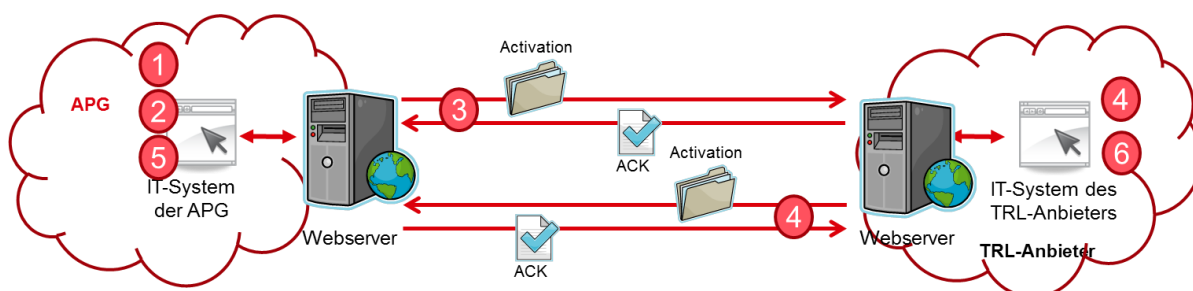 Activation
1
APG
2
3
4
5
ACK
Activation
6
IT-System
der APG
IT-System des
TRL-Anbieters
4
Webserver
Webserver
TRL-Anbieter
ACK